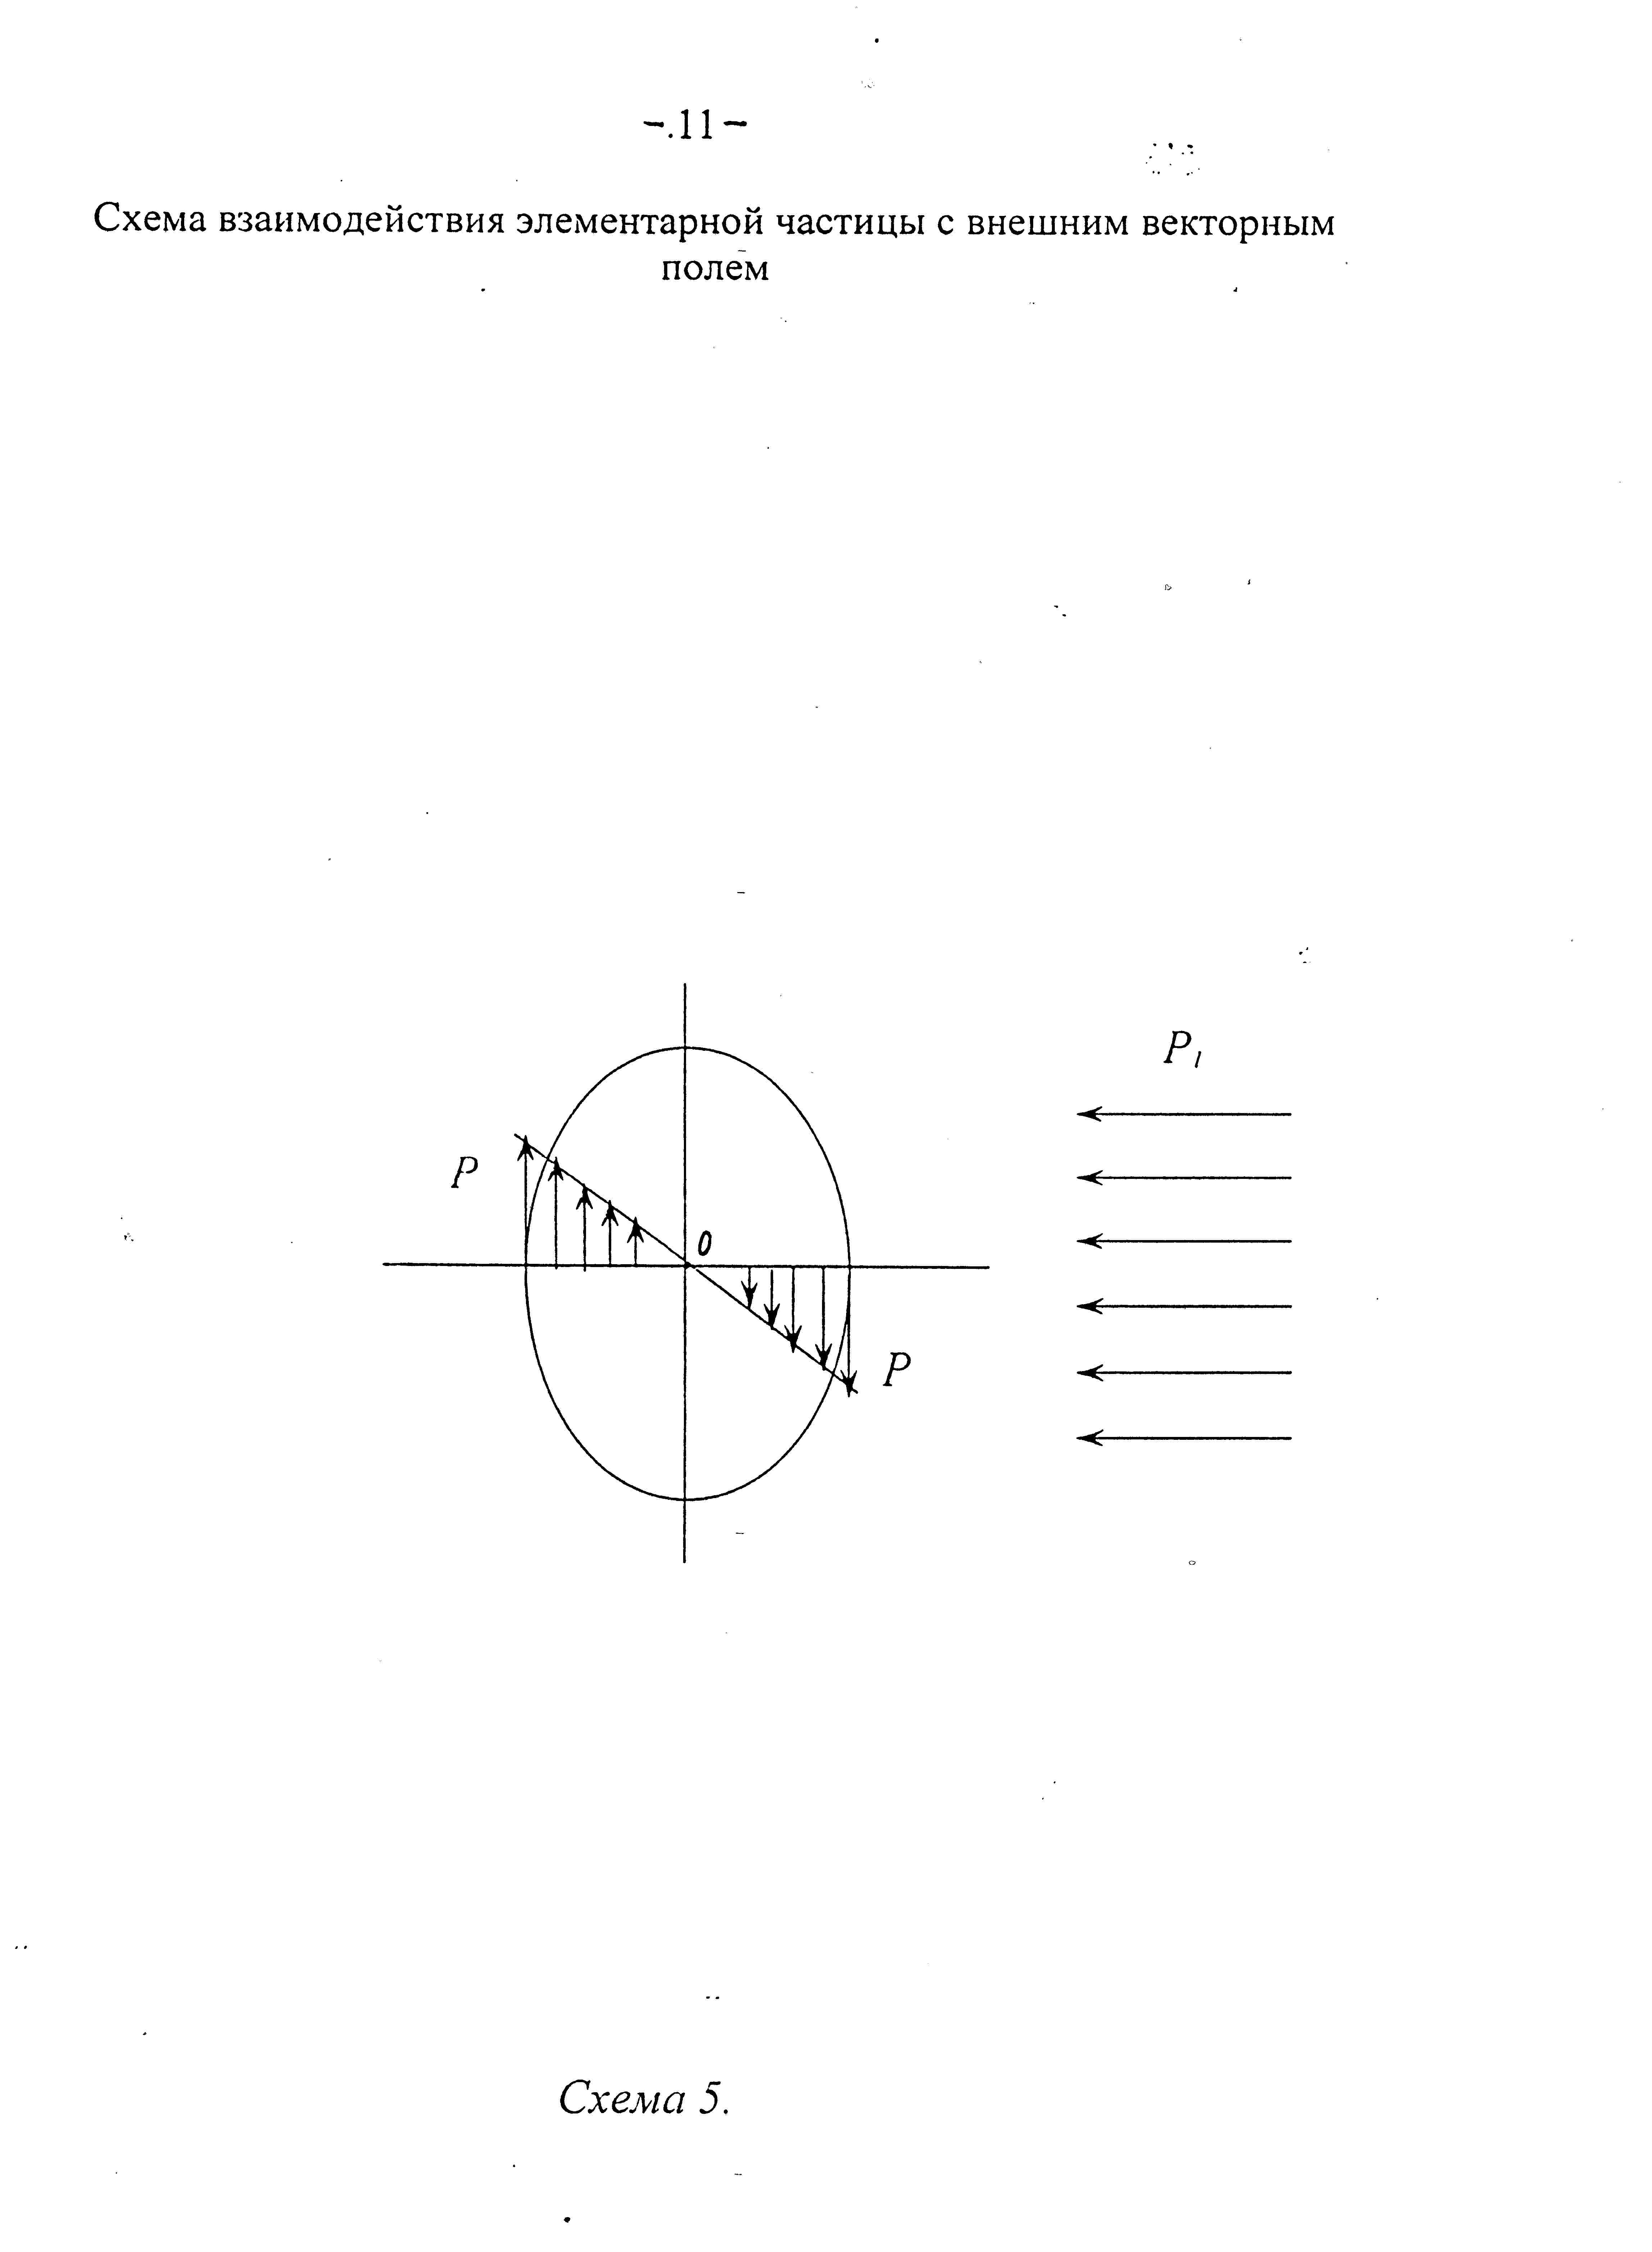 -.11-
Схема взаимодействия элементарной частицы с внешним векторным
полем
P₁
P
0
P
Схема 5.